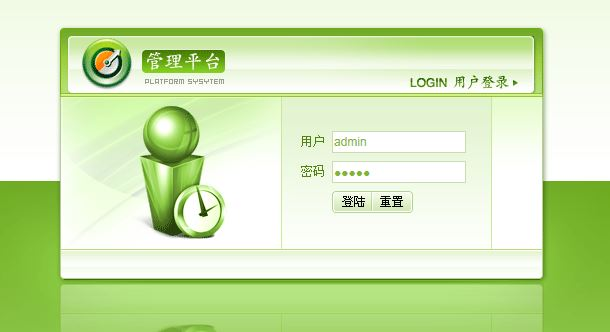 管理平台
PLATFORM SYSYTEM
LOGIN 用户登录
用户 admin
密码 •••••
登陆 重置